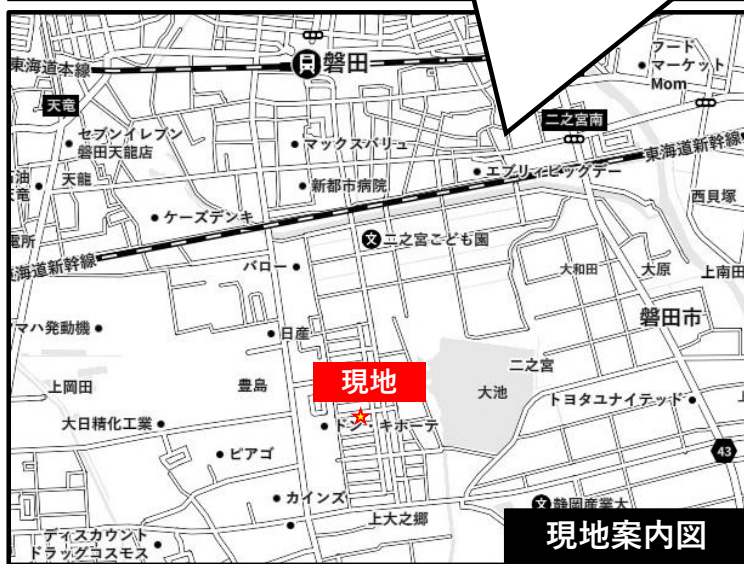 東海道本線
磐田
フード
マーケット
Mom
天竜
セブンイレブン
磐田天龍店
天龍
マックスバリュ
二之宮南
エブリィビッグデー
東海道新幹線
新都市病院
西貝塚
ケーズデンキ
二之宮こども園
海道新幹線
バロー
大和田
大原
上南田
マハ発動機
日産
磐田市
現地
二之宮
上岡田
豊島
大池
トヨタユナイテッド
大日精化工業
ドン・キホーテ
ピアゴ
43
カインズ
静岡産業大
上大之郷
ディスカウント
ドラッグコスモス
現地案内図